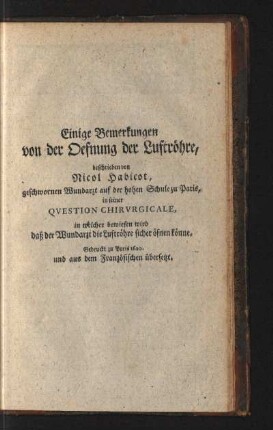 Einige Bemerkungen
von der Oefnung der Luftröhre,
beschrieben von
Nicol Habicot,
geschwornen Wundarzt auf der hohen Schule zu Paris,
in seiner
QVESTION CHIRVRGICALE,
in welcher bewiesen wird
daß der Wundarzt die Luftröhre sicher öfnen könne.
Gedruckt zu Paris 1620.
und aus dem Französischen übersetzt.